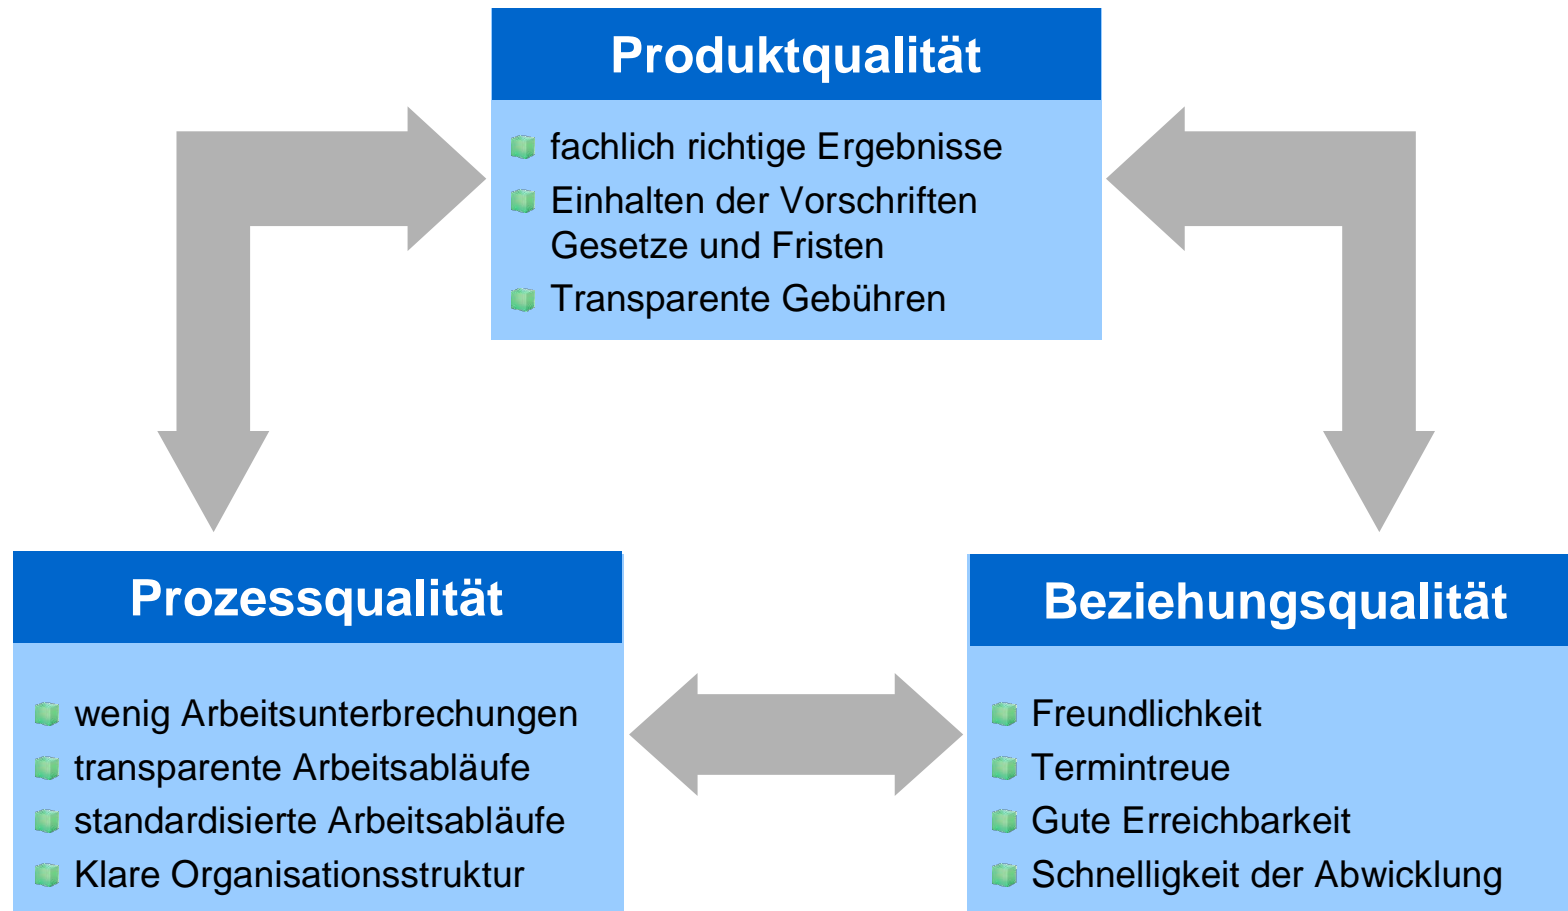 Produktqualität
fachlich richtige Ergebnisse
Einhalten der Vorschriften
Gesetze und Fristen
Transparente Gebühren
Prozessqualität
wenig Arbeitsunterbrechungen
transparente Arbeitsabläufe
standardisierte Arbeitsabläufe
Klare Organisationsstruktur
Beziehungsqualität
Freundlichkeit
Termintreue
Gute Erreichbarkeit
Schnelligkeit der Abwicklung